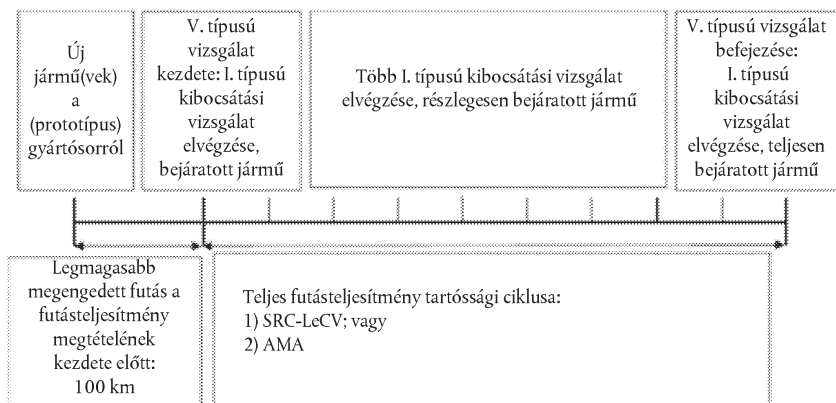 Új
jármű(vek)
a
(prototípus)
gyártósorról
V. típusú
vizsgálat
kezdete: I. típusú
kibocsátási
vizsgálat
elvégzése,
bejáratott jármű
Több I. típusú kibocsátási vizsgálat
elvégzése, részlegesen bejáratott jármű
V. típusú vizsgálat
befejezése:
I. típusú
kibocsátási
vizsgálat
elvégzése, teljesen
bejáratott jármű
Legmagasabb
megengedett futás a
futásteljesítmény
megtételének
kezdete előtt:
100 km
Teljes futásteljesítmény tartóssági ciklusa:
1) SRC-LeCV; vagy
2) AMA